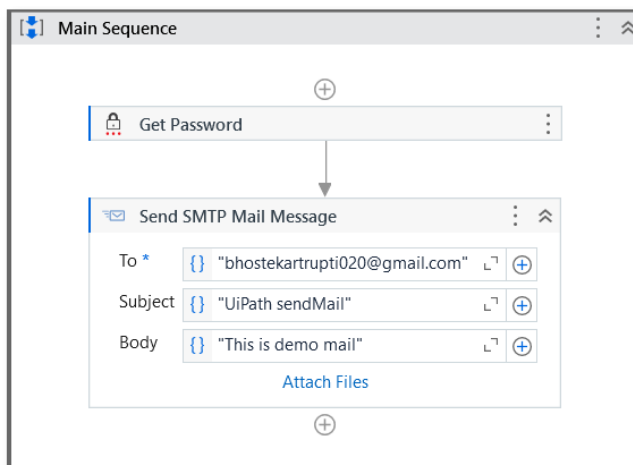 Main Sequence
Get Password
Send SMTP Mail Message
To * {} "bhostekartrupti020@gmail.com"
Subject {} "UiPath sendMail"
Body {} "This is demo mail"
Attach Files